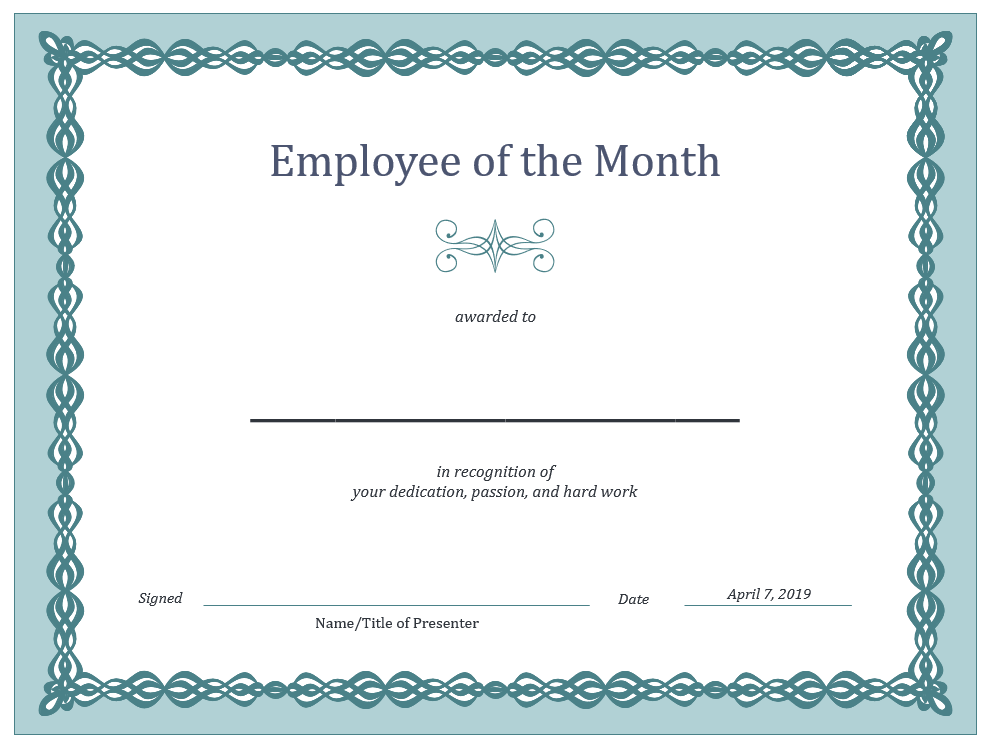 Employee of the Month
awarded to
in recognition of
your dedication, passion, and hard work
Signed
Date
April 7, 2019
Name/Title of Presenter